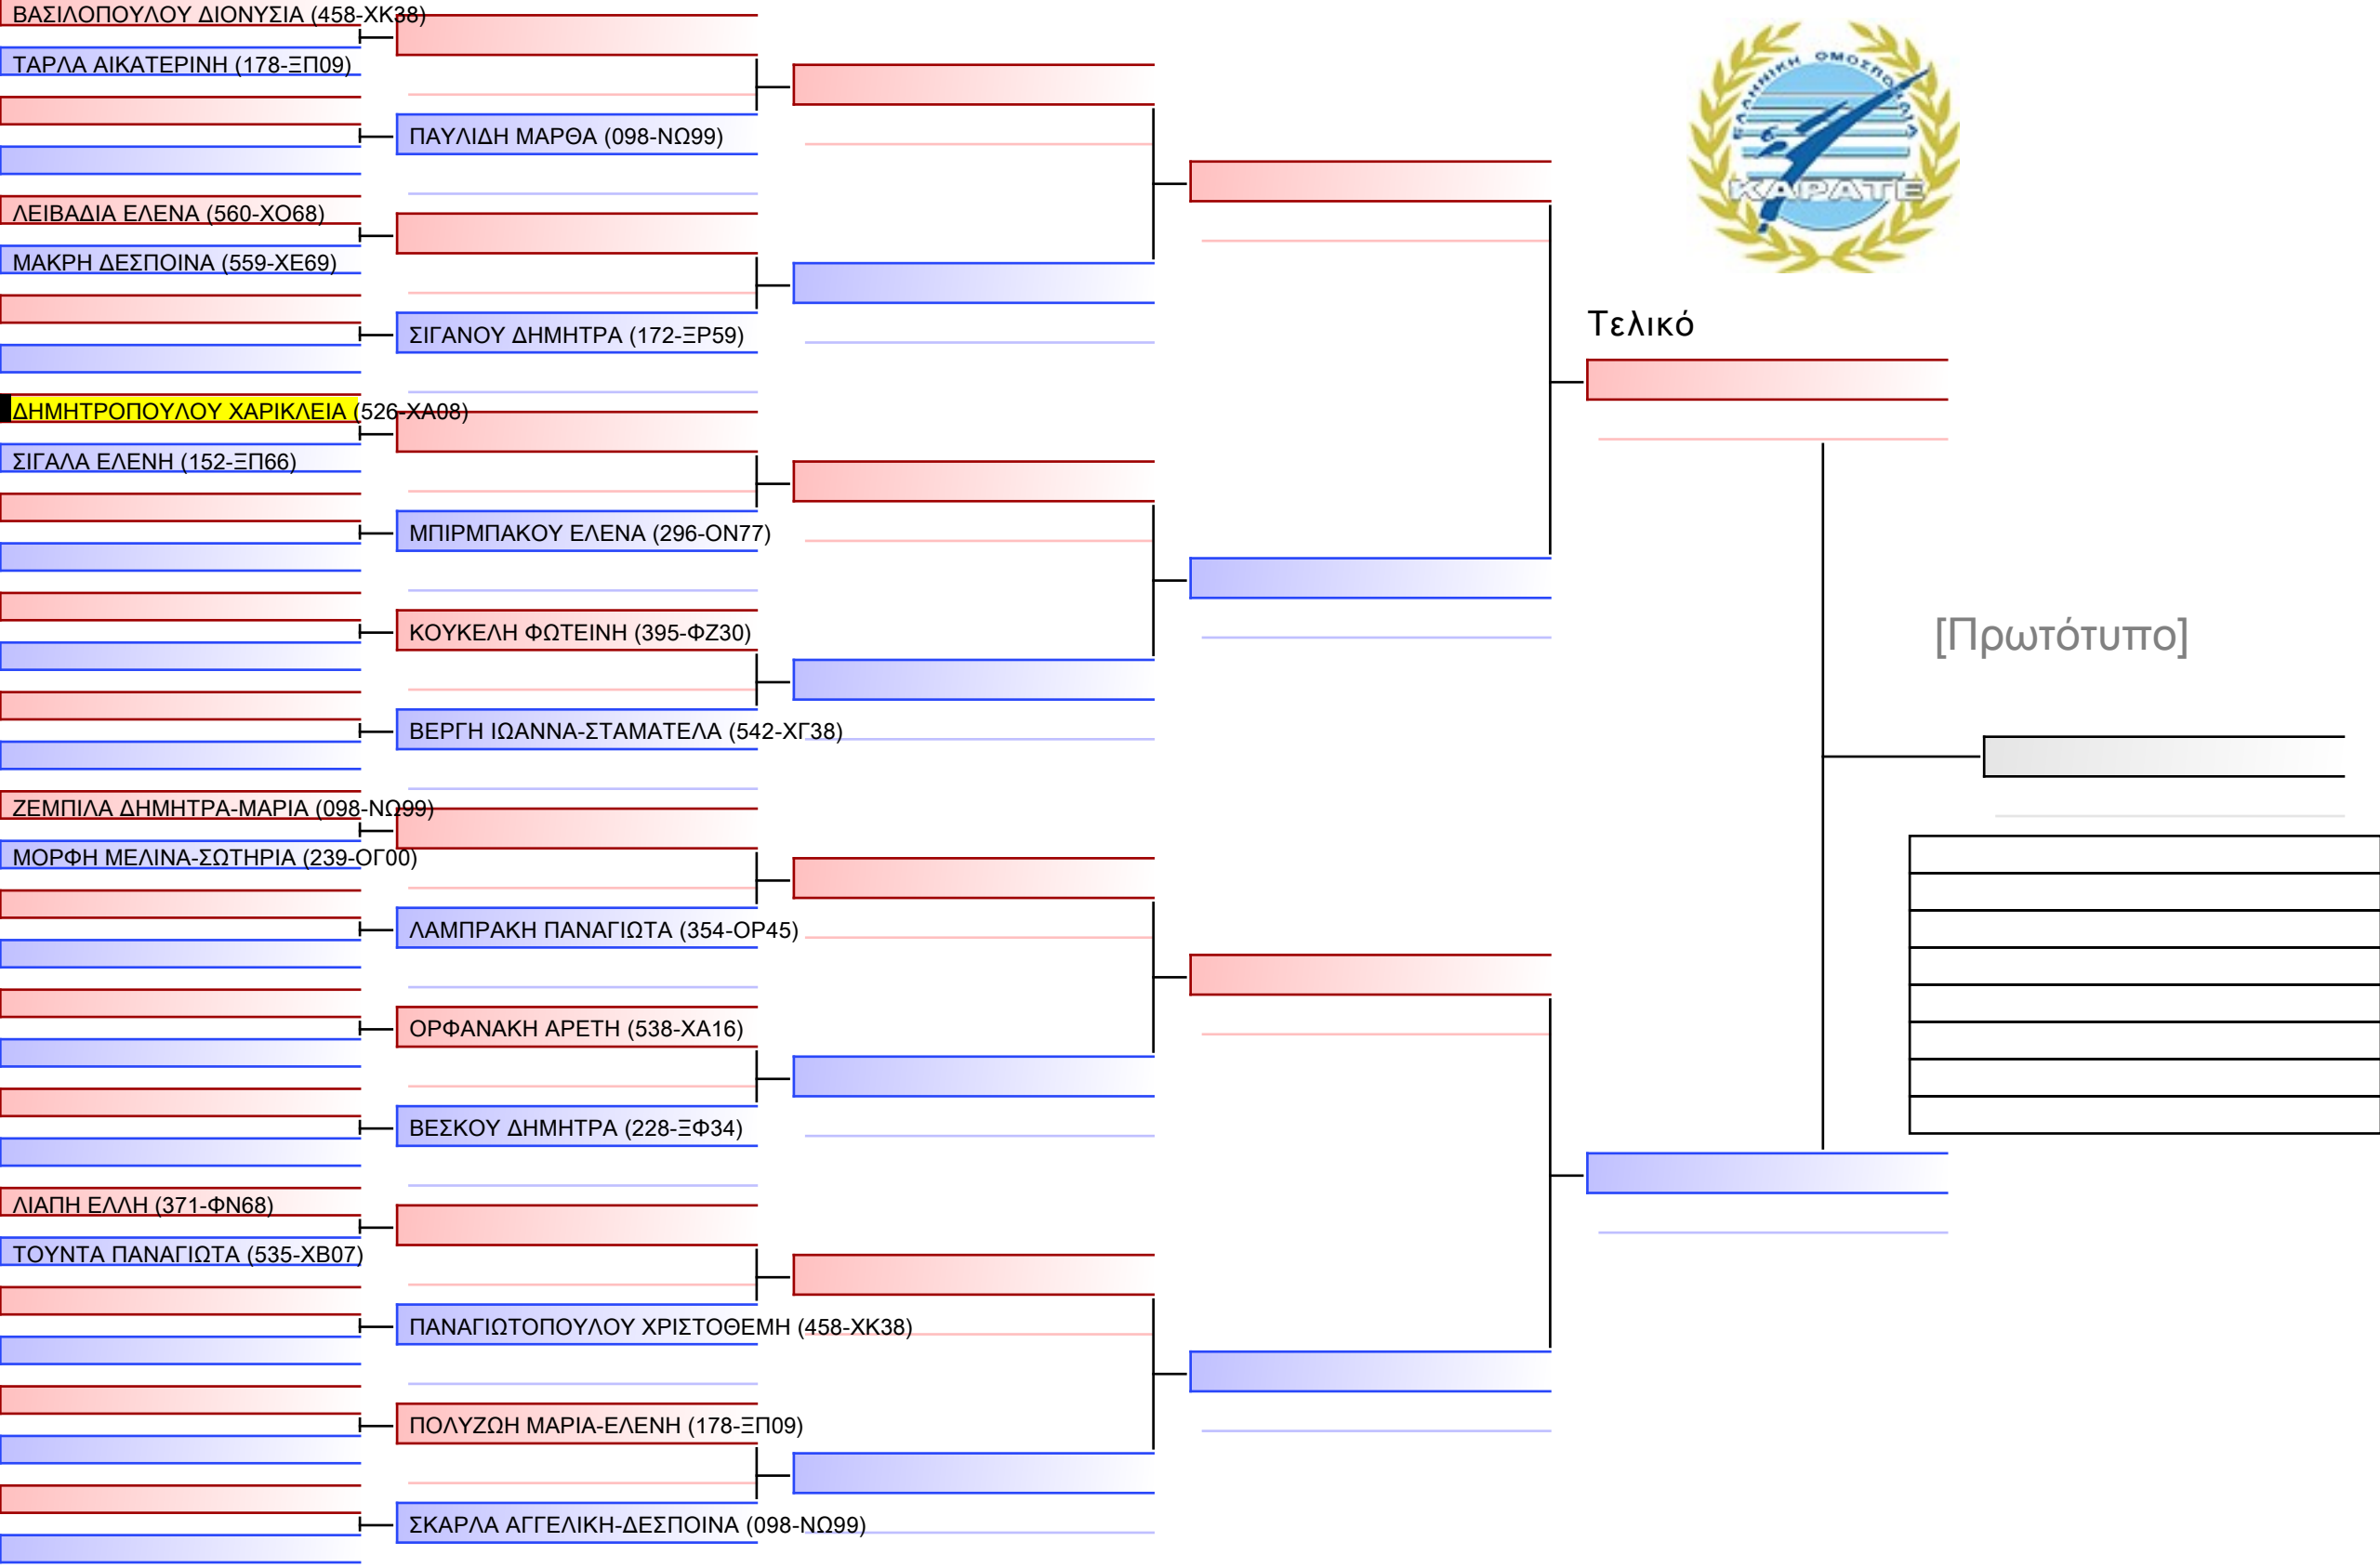 ΒΑΣΙΛΟΠΟΥΛΟΥ ΔΙΟΝΥΣΙΑ (458-ΧΚ38)
ΤΑΡΛΑ ΑΙΚΑΤΕΡΙΝΗ (178-ΞΠ09)
ΠΑΥΛΙΔΗ ΜΑΡΘΑ (098-ΝΩ99)
ΕΛΛΗΝΙΚΗ ΟΜΟΣΠΟΝΔΙΑ
ΚΑΡΑΤΕ
ΛΕΙΒΑΔΙΑ ΕΛΕΝΑ (560-ΧΟ68)
ΜΑΚΡΗ ΔΕΣΠΟΙΝΑ (559-ΧΕ69)
ΣΙΓΑΝΟΥ ΔΗΜΗΤΡΑ (172-ΞΡ59)
Τελικό
ΔΗΜΗΤΡΟΠΟΥΛΟΥ ΧΑΡΙΚΛΕΙΑ (526-ΧΑ08)
ΣΙΓΑΛΑ ΕΛΕΝΗ (152-ΞΠ66)
ΜΠΙΡΜΠΑΚΟΥ ΕΛΕΝΑ (296-ΟΝ77)
ΚΟΥΚΕΛΗ ΦΩΤΕΙΝΗ (395-ΦΖ30)
[Πρωτότυπο]
ΒΕΡΓΗ ΙΩΑΝΝΑ-ΣΤΑΜΑΤΕΛΑ (542-ΧΓ38)
ΖΕΜΠΙΛΑ ΔΗΜΗΤΡΑ-ΜΑΡΙΑ (098-ΝΩ99)
ΜΟΡΦΗ ΜΕΛΙΝΑ-ΣΩΤΗΡΙΑ (239-ΟΓ00)
ΛΑΜΠΡΑΚΗ ΠΑΝΑΓΙΩΤΑ (354-ΟΡ45)
ΟΡΦΑΝΑΚΗ ΑΡΕΤΗ (538-ΧΑ16)
ΒΕΣΚΟΥ ΔΗΜΗΤΡΑ (228-ΞΦ34)
ΛΙΑΠΗ ΕΛΛΗ (371-ΦΝ68)
ΤΟΥΝΤΑ ΠΑΝΑΓΙΩΤΑ (535-ΧΒ07)
ΠΑΝΑΓΙΩΤΟΠΟΥΛΟΥ ΧΡΙΣΤΟΘΕΜΗ (458-ΧΚ38)
ΠΟΛΥΖΩΗ ΜΑΡΙΑ-ΕΛΕΝΗ (178-ΞΠ09)
ΣΚΑΡΛΑ ΑΓΓΕΛΙΚΗ-ΔΕΣΠΟΙΝΑ (098-ΝΩ99)